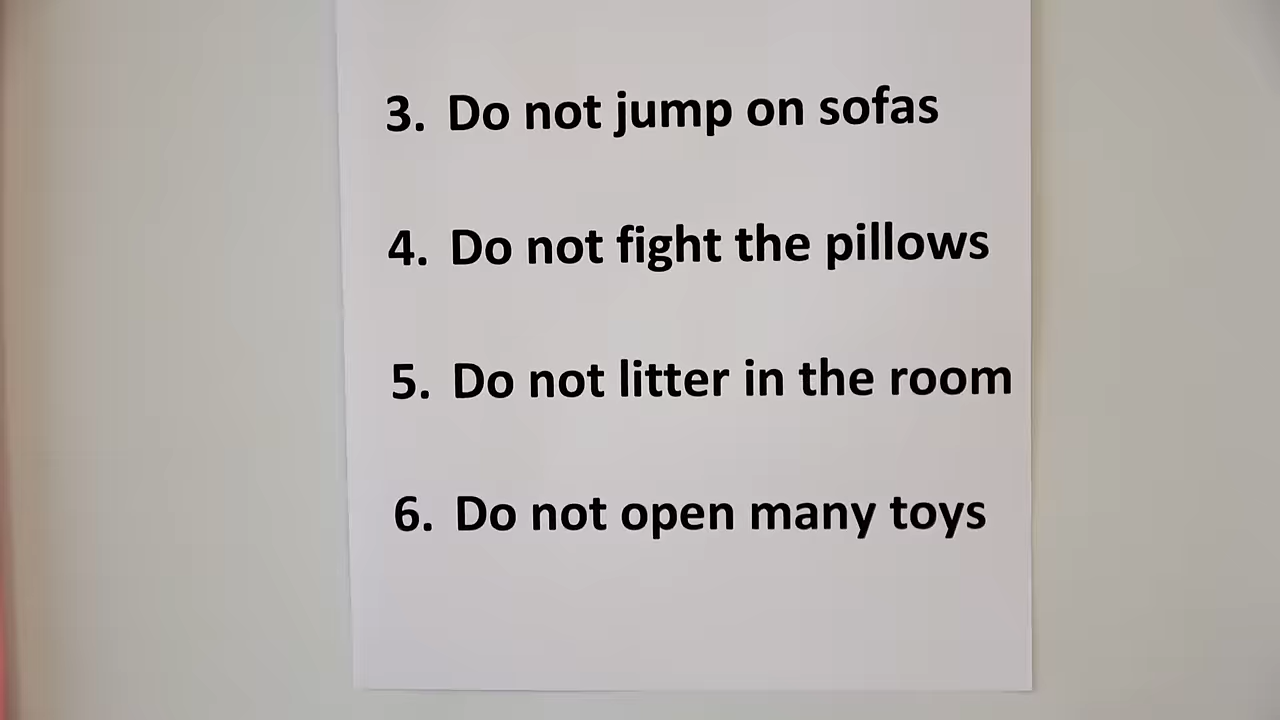 3. Do not jump on sofas
4. Do not fight the pillows
5. Do not litter in the room
6. Do not open many toys